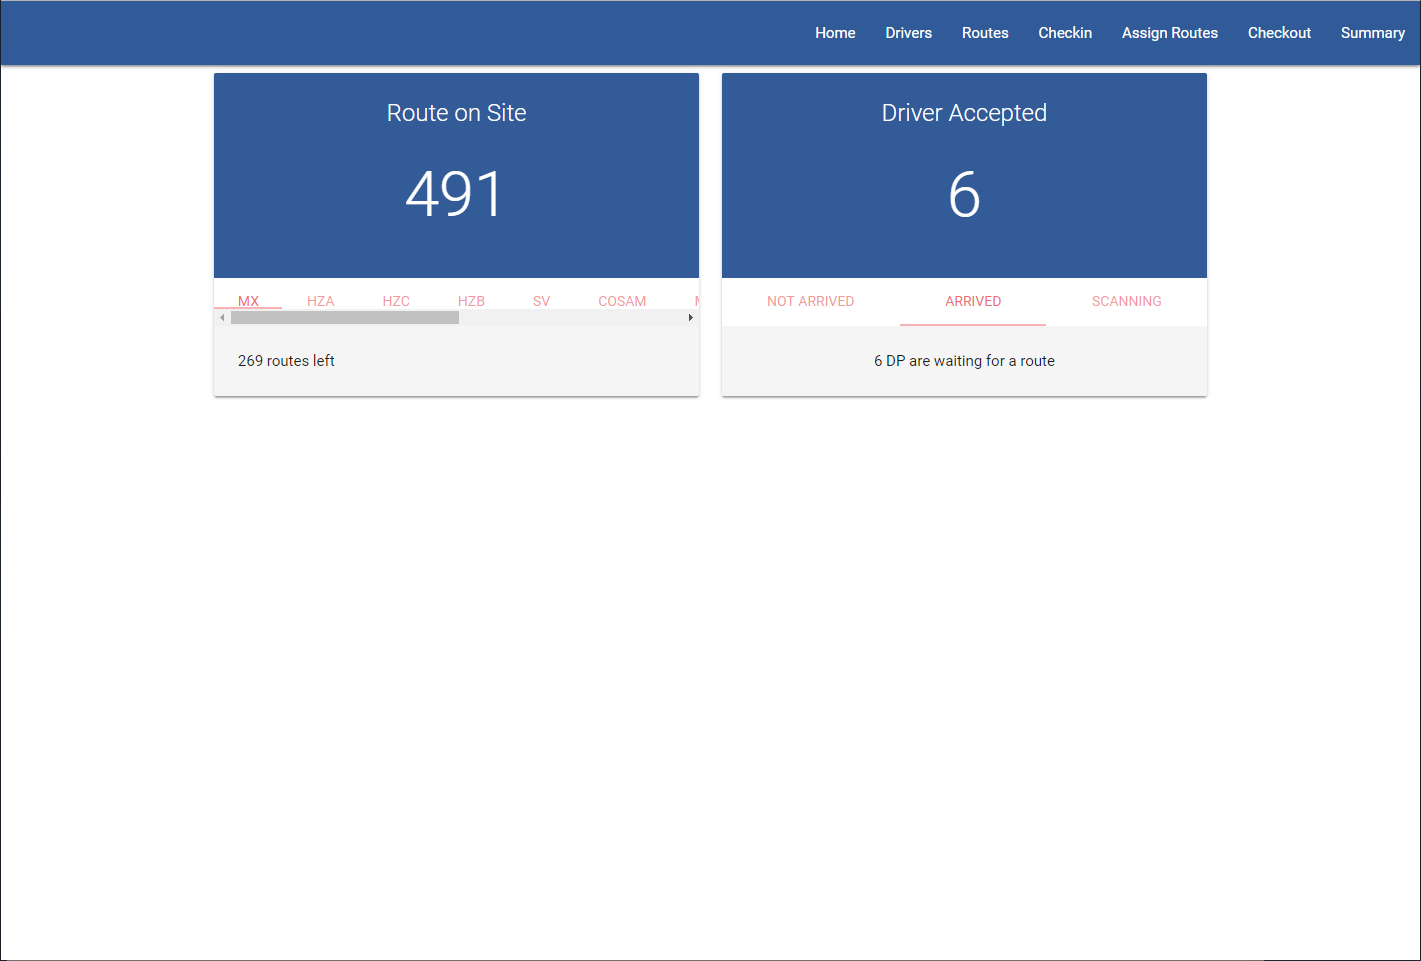 Home Drivers Routes Checkin Assign Routes Checkout Summary
Route on Site
491
MX HZA HZC HZB SV COSAM
269 routes left
Driver Accepted
6
NOT ARRIVED ARRIVED SCANNING
6 DP are waiting for a route